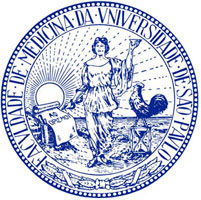 FACULDADE · DE · MEDICINA · DA · UNIVERSIDADE · DE · SÃO · PAULO